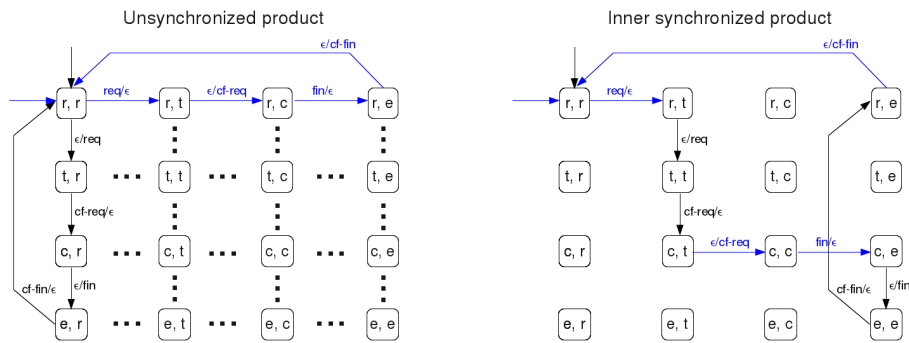 Unsynchronized product
ϵ/cf-fin
req/ϵ ϵ/cf-req fin/ϵ
r, r r, t r, c r, e
ϵ/req
t, r t, t t, c t, e
cf-req/ϵ
c, r c, t c, c c, e
cf-fin/ϵ ϵ/fin
e, r e, t e, c e, e
Inner synchronized product
ϵ/cf-fin
req/ϵ
r, r r, t r, c r, e
ϵ/req
t, r t, t t, c t, e
cf-req/ϵ
ϵ/cf-req fin/ϵ
c, r c, t c, c c, e
cf-fin/ϵ ϵ/fin
e, r e, t e, c e, e